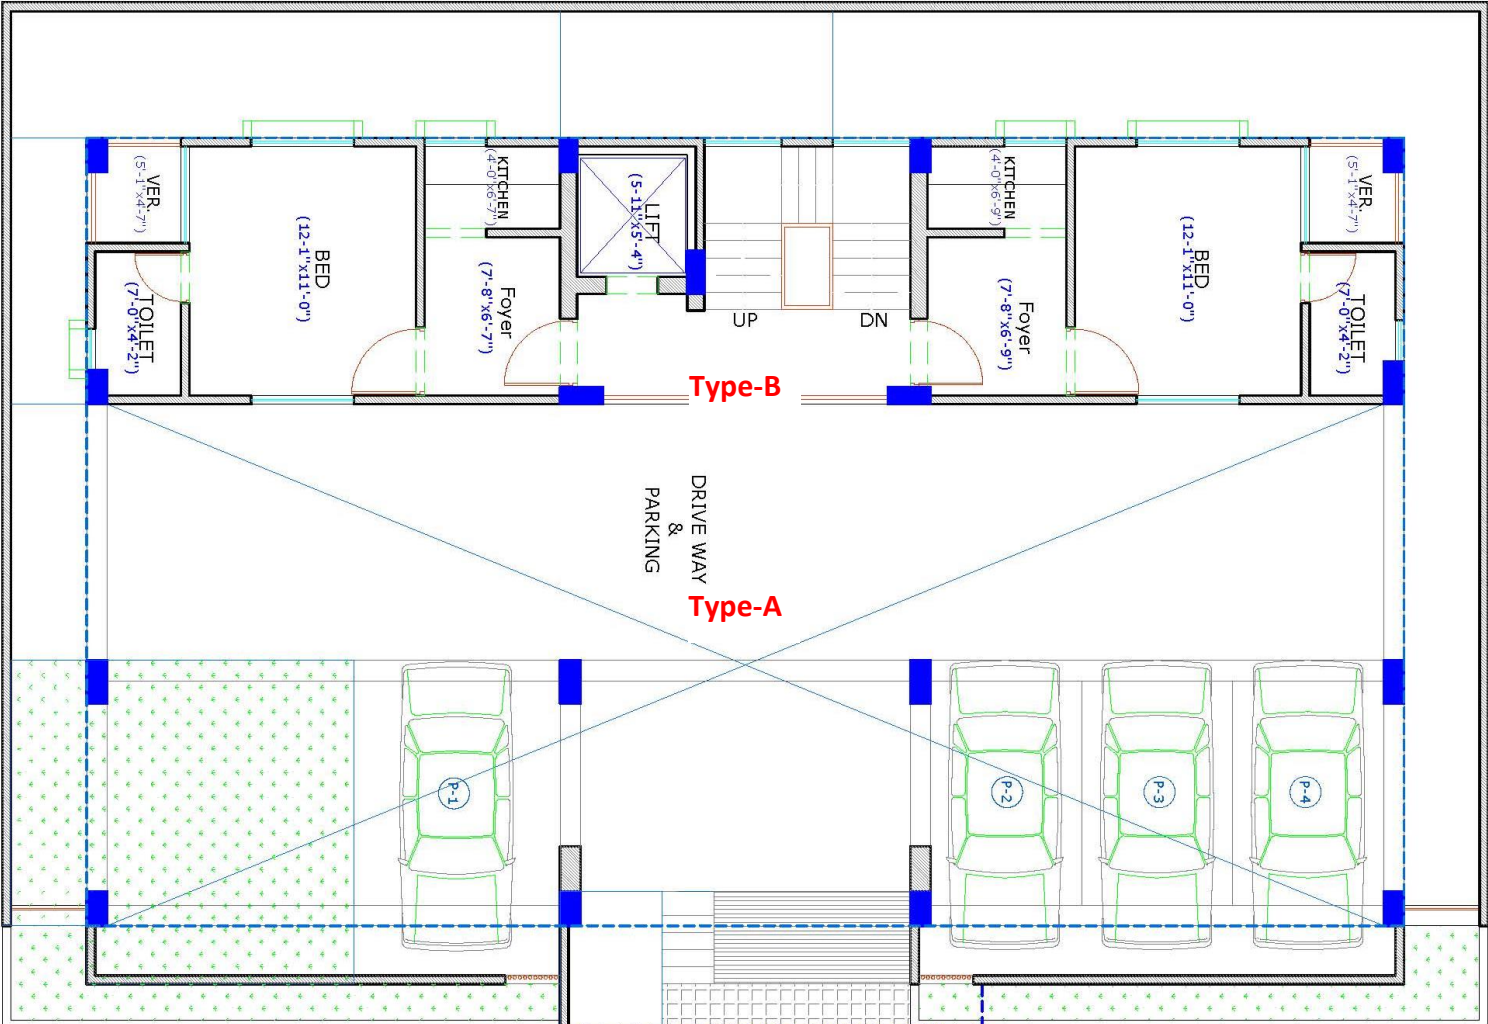 VER.
(5'-1"x4'-7")
BED
(12-1"x11'-0")
KITCHEN
(4'-0"x6'-7")
LIFT
(5-11"x5'-4")
KITCHEN
(4'-0"x6'-9")
BED
(12-1"x11'-0")
VER.
(5'-1"x4'-7")
TOILET
(7'-0"x4'-2")
Foyer
(7'-8"x6'-7")
UP
DN
Foyer
(7'-8"x6'-9")
TOILET
(7'-0"x4'-2")
Type-B
DRIVE WAY
&
PARKING
Type-A
P-1
P-2
P-3
P-4